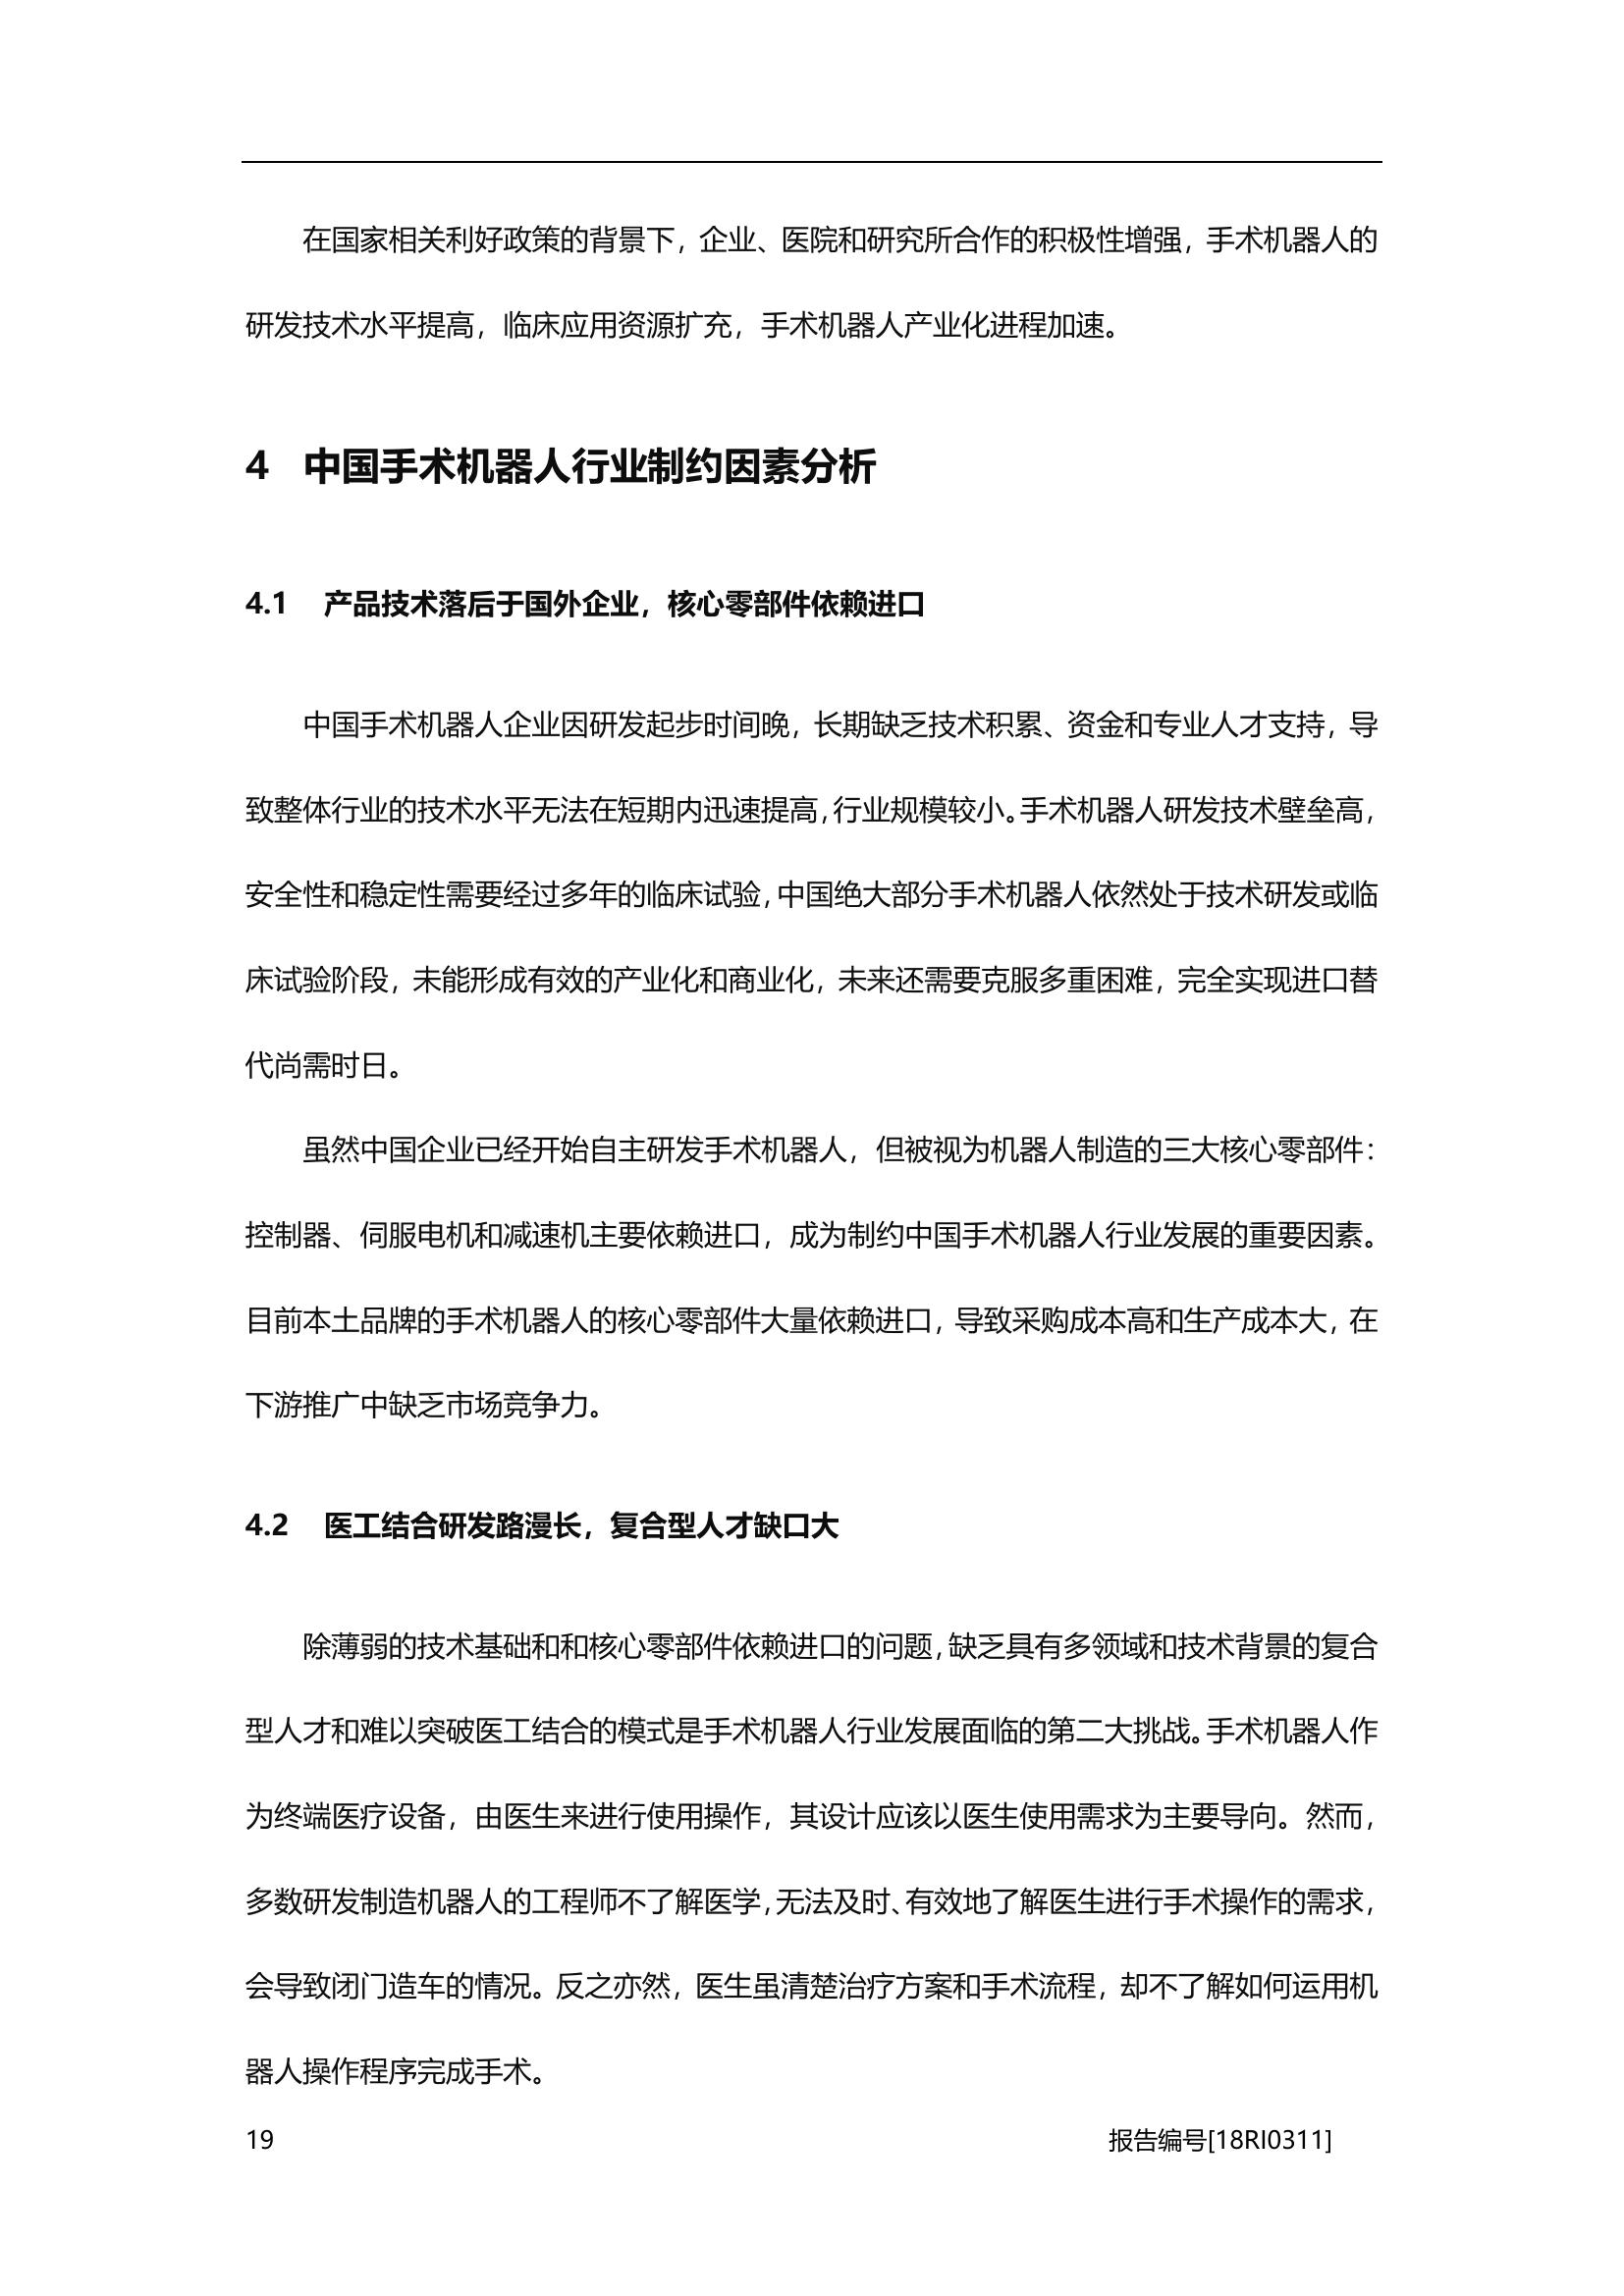 在国家相关利好政策的背景下，企业、医院和研究所合作的积极性增强，手术机器人的
研发技术水平提高，临床应用资源扩充，手术机器人产业化进程加速。
4 中国手术机器人行业制约因素分析
4.1 产品技术落后于国外企业，核心零部件依赖进口
中国手术机器人企业因研发起步时间晚，长期缺乏技术积累、资金和专业人才支持，导
致整体行业的技术水平无法在短期内迅速提高，行业规模较小。手术机器人研发技术壁垒高，
安全性和稳定性需要经过多年的临床试验，中国绝大部分手术机器人依然处于技术研发或临
床试验阶段，未能形成有效的产业化和商业化，未来还需要克服多重困难，完全实现进口替
代尚需时日。
虽然中国企业已经开始自主研发手术机器人，但被视为机器人制造的三大核心零部件：
控制器、伺服电机和减速机主要依赖进口，成为制约中国手术机器人行业发展的重要因素。
目前本土品牌的手术机器人的核心零部件大量依赖进口，导致采购成本高和生产成本大，在
下游推广中缺乏市场竞争力。
4.2 医工结合研发路漫长，复合型人才缺口大
除薄弱的技术基础和和核心零部件依赖进口的问题，缺乏具有多领域和技术背景的复合
型人才和难以突破医工结合的模式是手术机器人行业发展面临的第二大挑战。手术机器人作
为终端医疗设备，由医生来进行使用操作，其设计应该以医生使用需求为主要导向。然而，
多数研发制造机器人的工程师不了解医学，无法及时、有效地了解医生进行手术操作的需求，
会导致闭门造车的情况。反之亦然，医生虽清楚治疗方案和手术流程，却不了解如何运用机
器人操作程序完成手术。
19 报告编号[18RI0311]